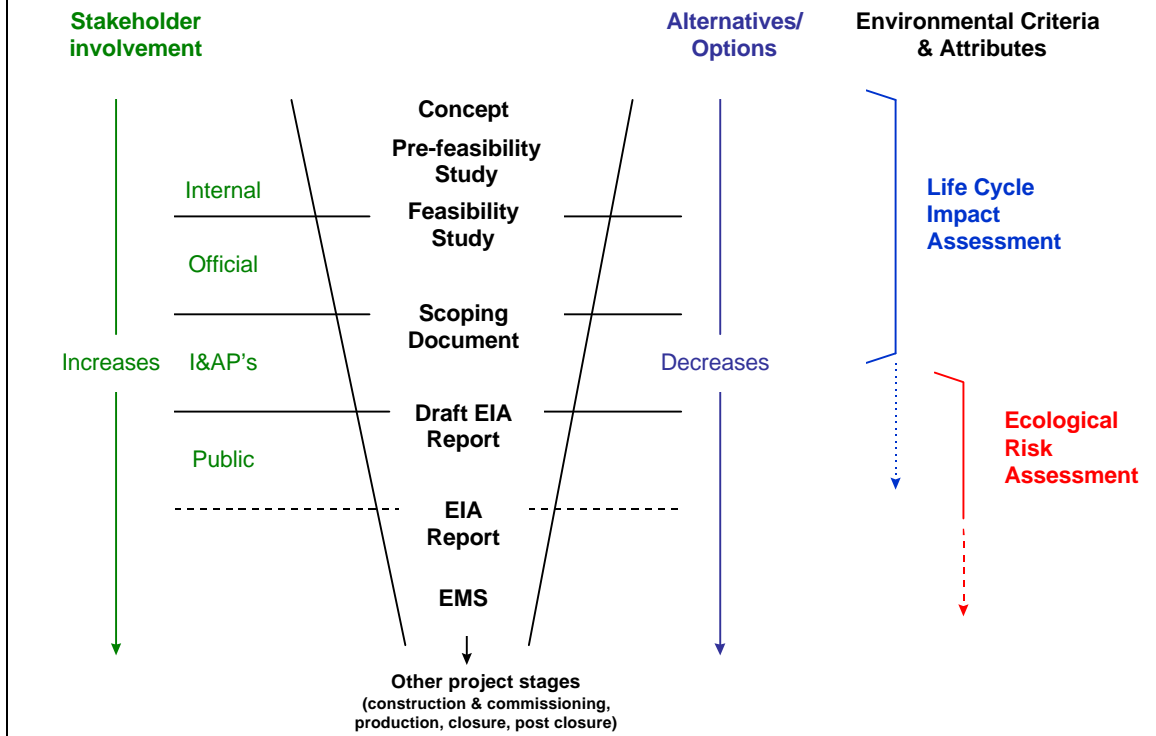 Stakeholder
involvement
Alternatives/
Options
Environmental Criteria
& Attributes
Concept
Pre-feasibility
Study
Internal
Feasibility
Study
Life Cycle
Impact
Assessment
Official
Scoping
Document
Increases
I&AP's
Decreases
Draft EIA
Report
Ecological
Risk
Assessment
Public
EIA
Report
EMS
Other project stages
(construction & commissioning,
production, closure, post closure)